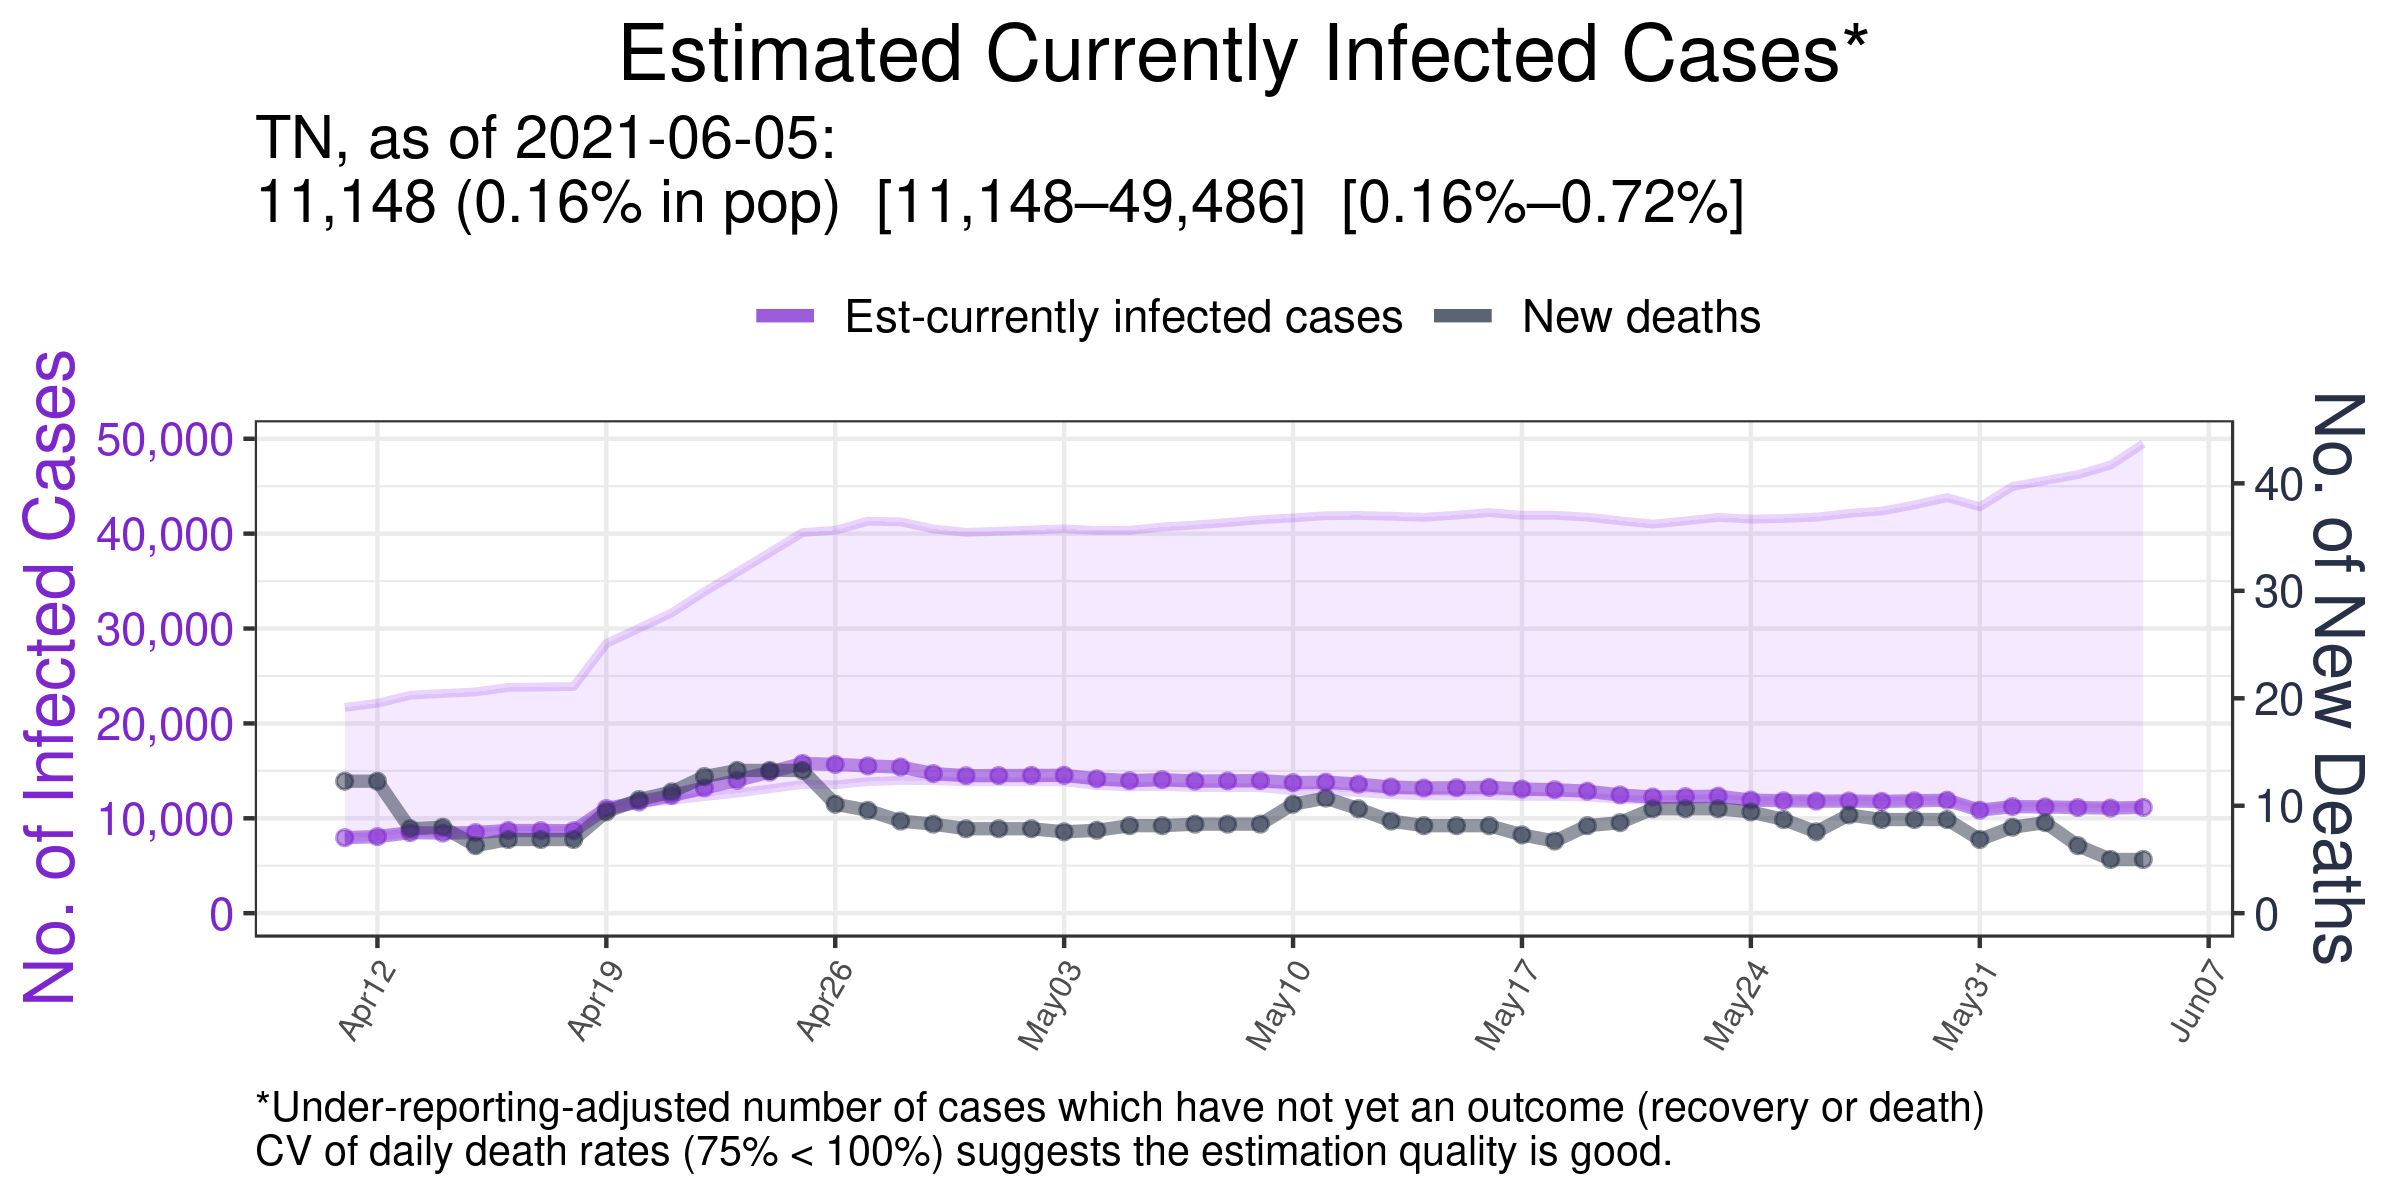 Estimated Currently Infected Cases*
TN, as of 2021-06-05:
11,148 (0.16% in pop)  [11,148–49,486]  [0.16%–0.72%]
Est-currently infected cases
New deaths
No. of Infected Cases
50,000
40,000
30,000
20,000
10,000
0
40
30
20
10
0
No. of New Deaths
Apr12
Apr19
Apr26
May03
May10
May17
May24
May31
Jun07
*Under-reporting-adjusted number of cases which have not yet an outcome (recovery or death)
CV of daily death rates (75% < 100%) suggests the estimation quality is good.